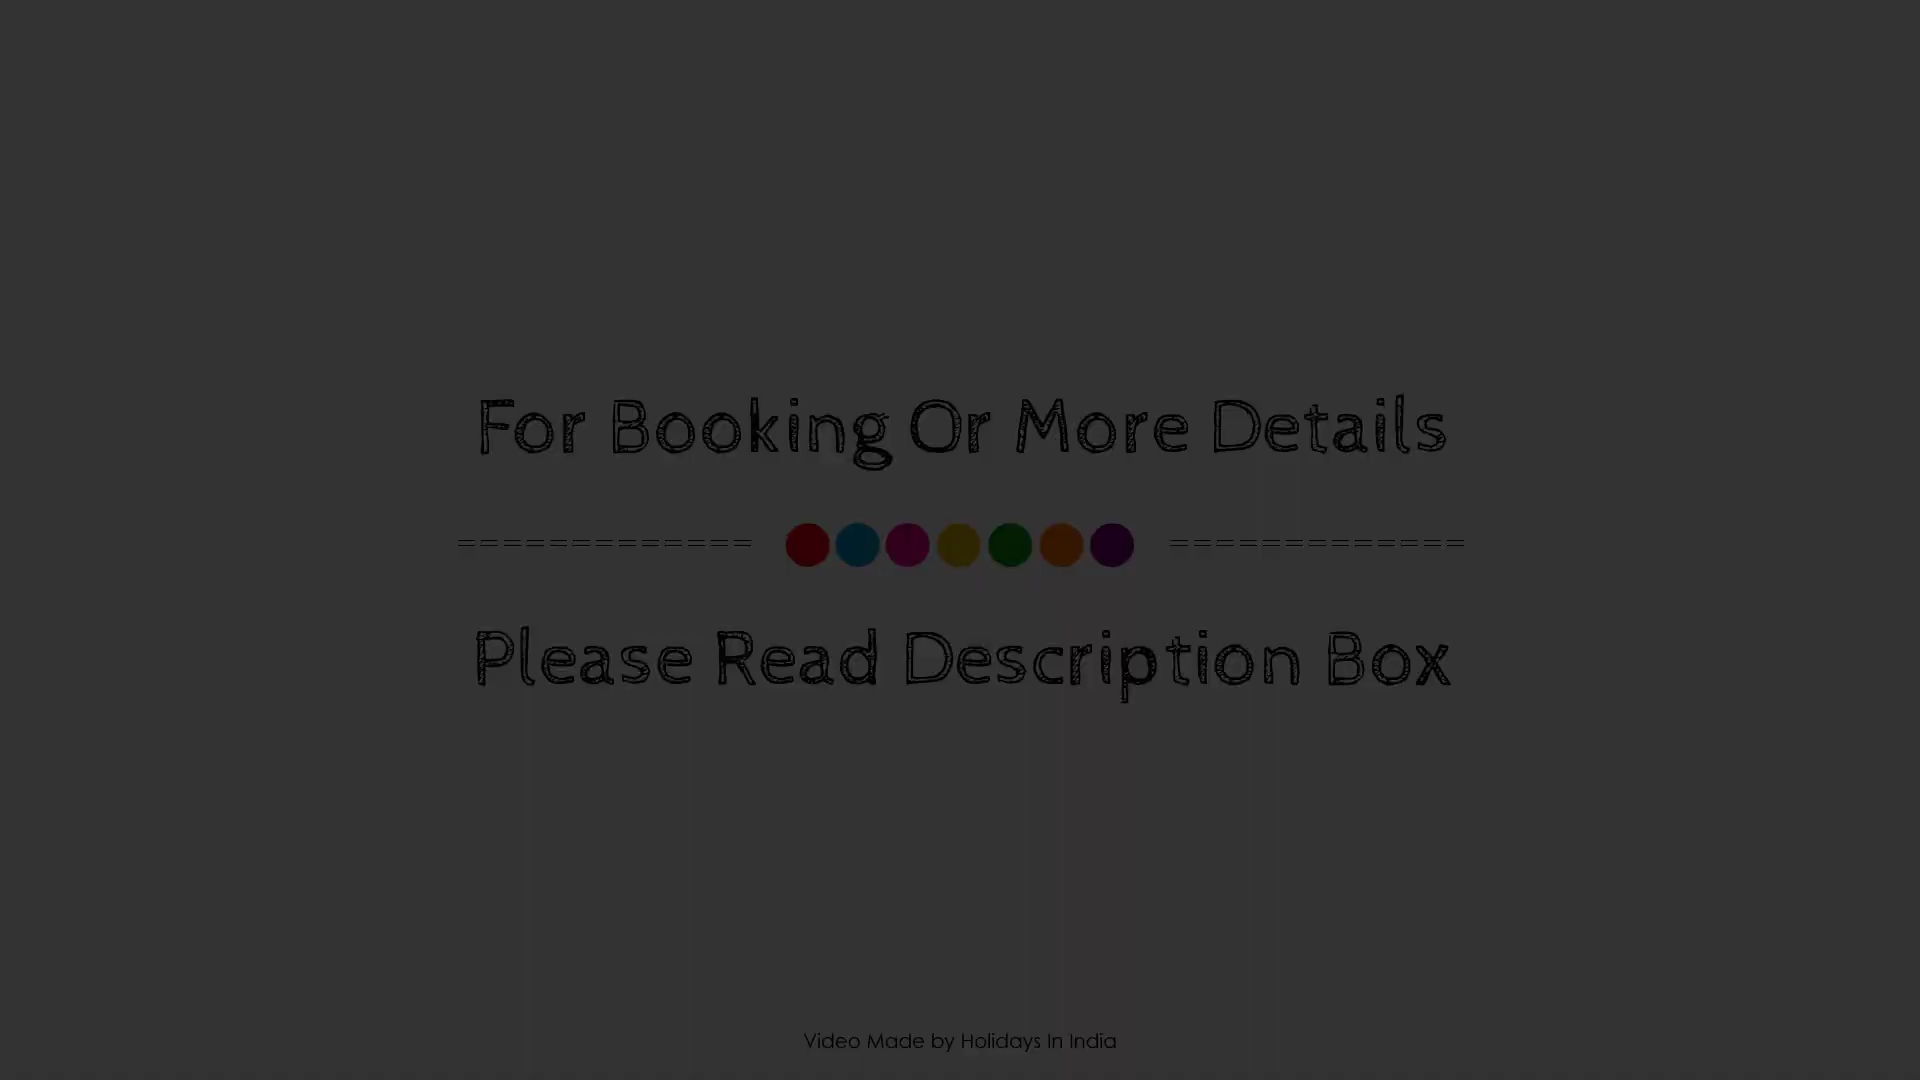 For Booking Or More Details
============= =============
Please Read Description Box
Video Made by Holidays In India